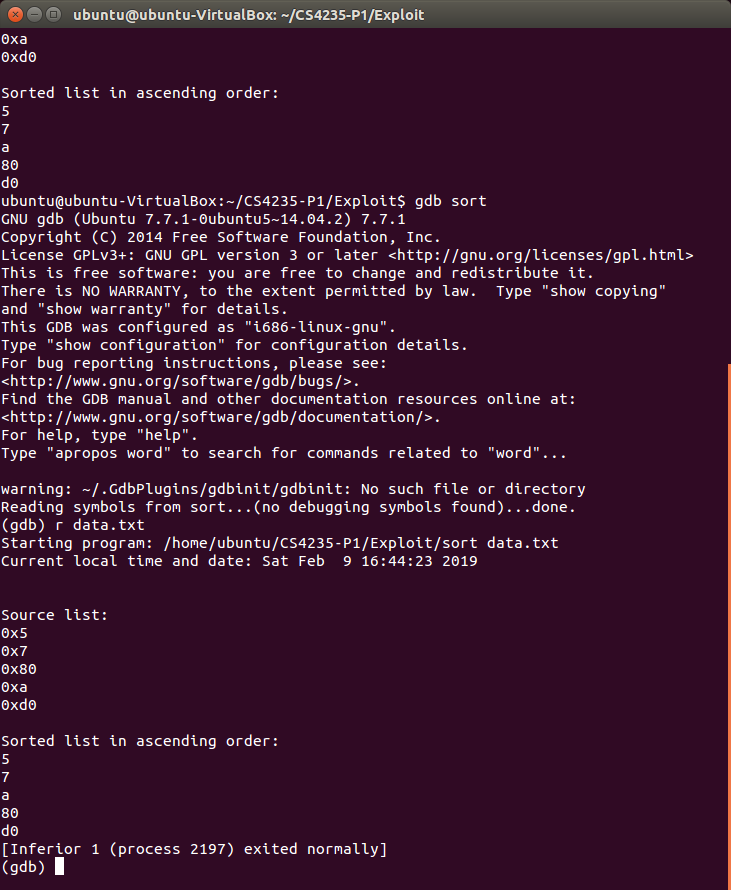 ubuntu@ubuntu-VirtualBox: ~/CS4235-P1/Exploit
0xa
0xd0
Sorted list in ascending order:
5
7
a
80
d0
ubuntu@ubuntu-VirtualBox:~/CS4235-P1/Exploit$ gdb sort
GNU gdb (Ubuntu 7.7.1-0ubuntu5~14.04.2) 7.7.1
Copyright (C) 2014 Free Software Foundation, Inc.
License GPLv3+: GNU GPL version 3 or later <http://gnu.org/licenses/gpl.html>
This is free software: you are free to change and redistribute it.
There is NO WARRANTY, to the extent permitted by law.  Type "show copying"
and "show warranty" for details.
This GDB was configured as "i686-linux-gnu".
Type "show configuration" for configuration details.
For bug reporting instructions, please see:
<http://www.gnu.org/software/gdb/bugs/>.
Find the GDB manual and other documentation resources online at:
<http://www.gnu.org/software/gdb/documentation/>.
For help, type "help".
Type "apropos word" to search for commands related to "word"...
warning: ~/.GdbPlugins/gdbinit/gdbinit: No such file or directory
Reading symbols from sort...(no debugging symbols found)...done.
(gdb) r data.txt
Starting program: /home/ubuntu/CS4235-P1/Exploit/sort data.txt
Current local time and date: Sat Feb  9 16:44:23 2019
Source list:
0x5
0x7
0x80
0xa
0xd0
Sorted list in ascending order:
5
7
a
80
d0
[Inferior 1 (process 2197) exited normally]
(gdb)